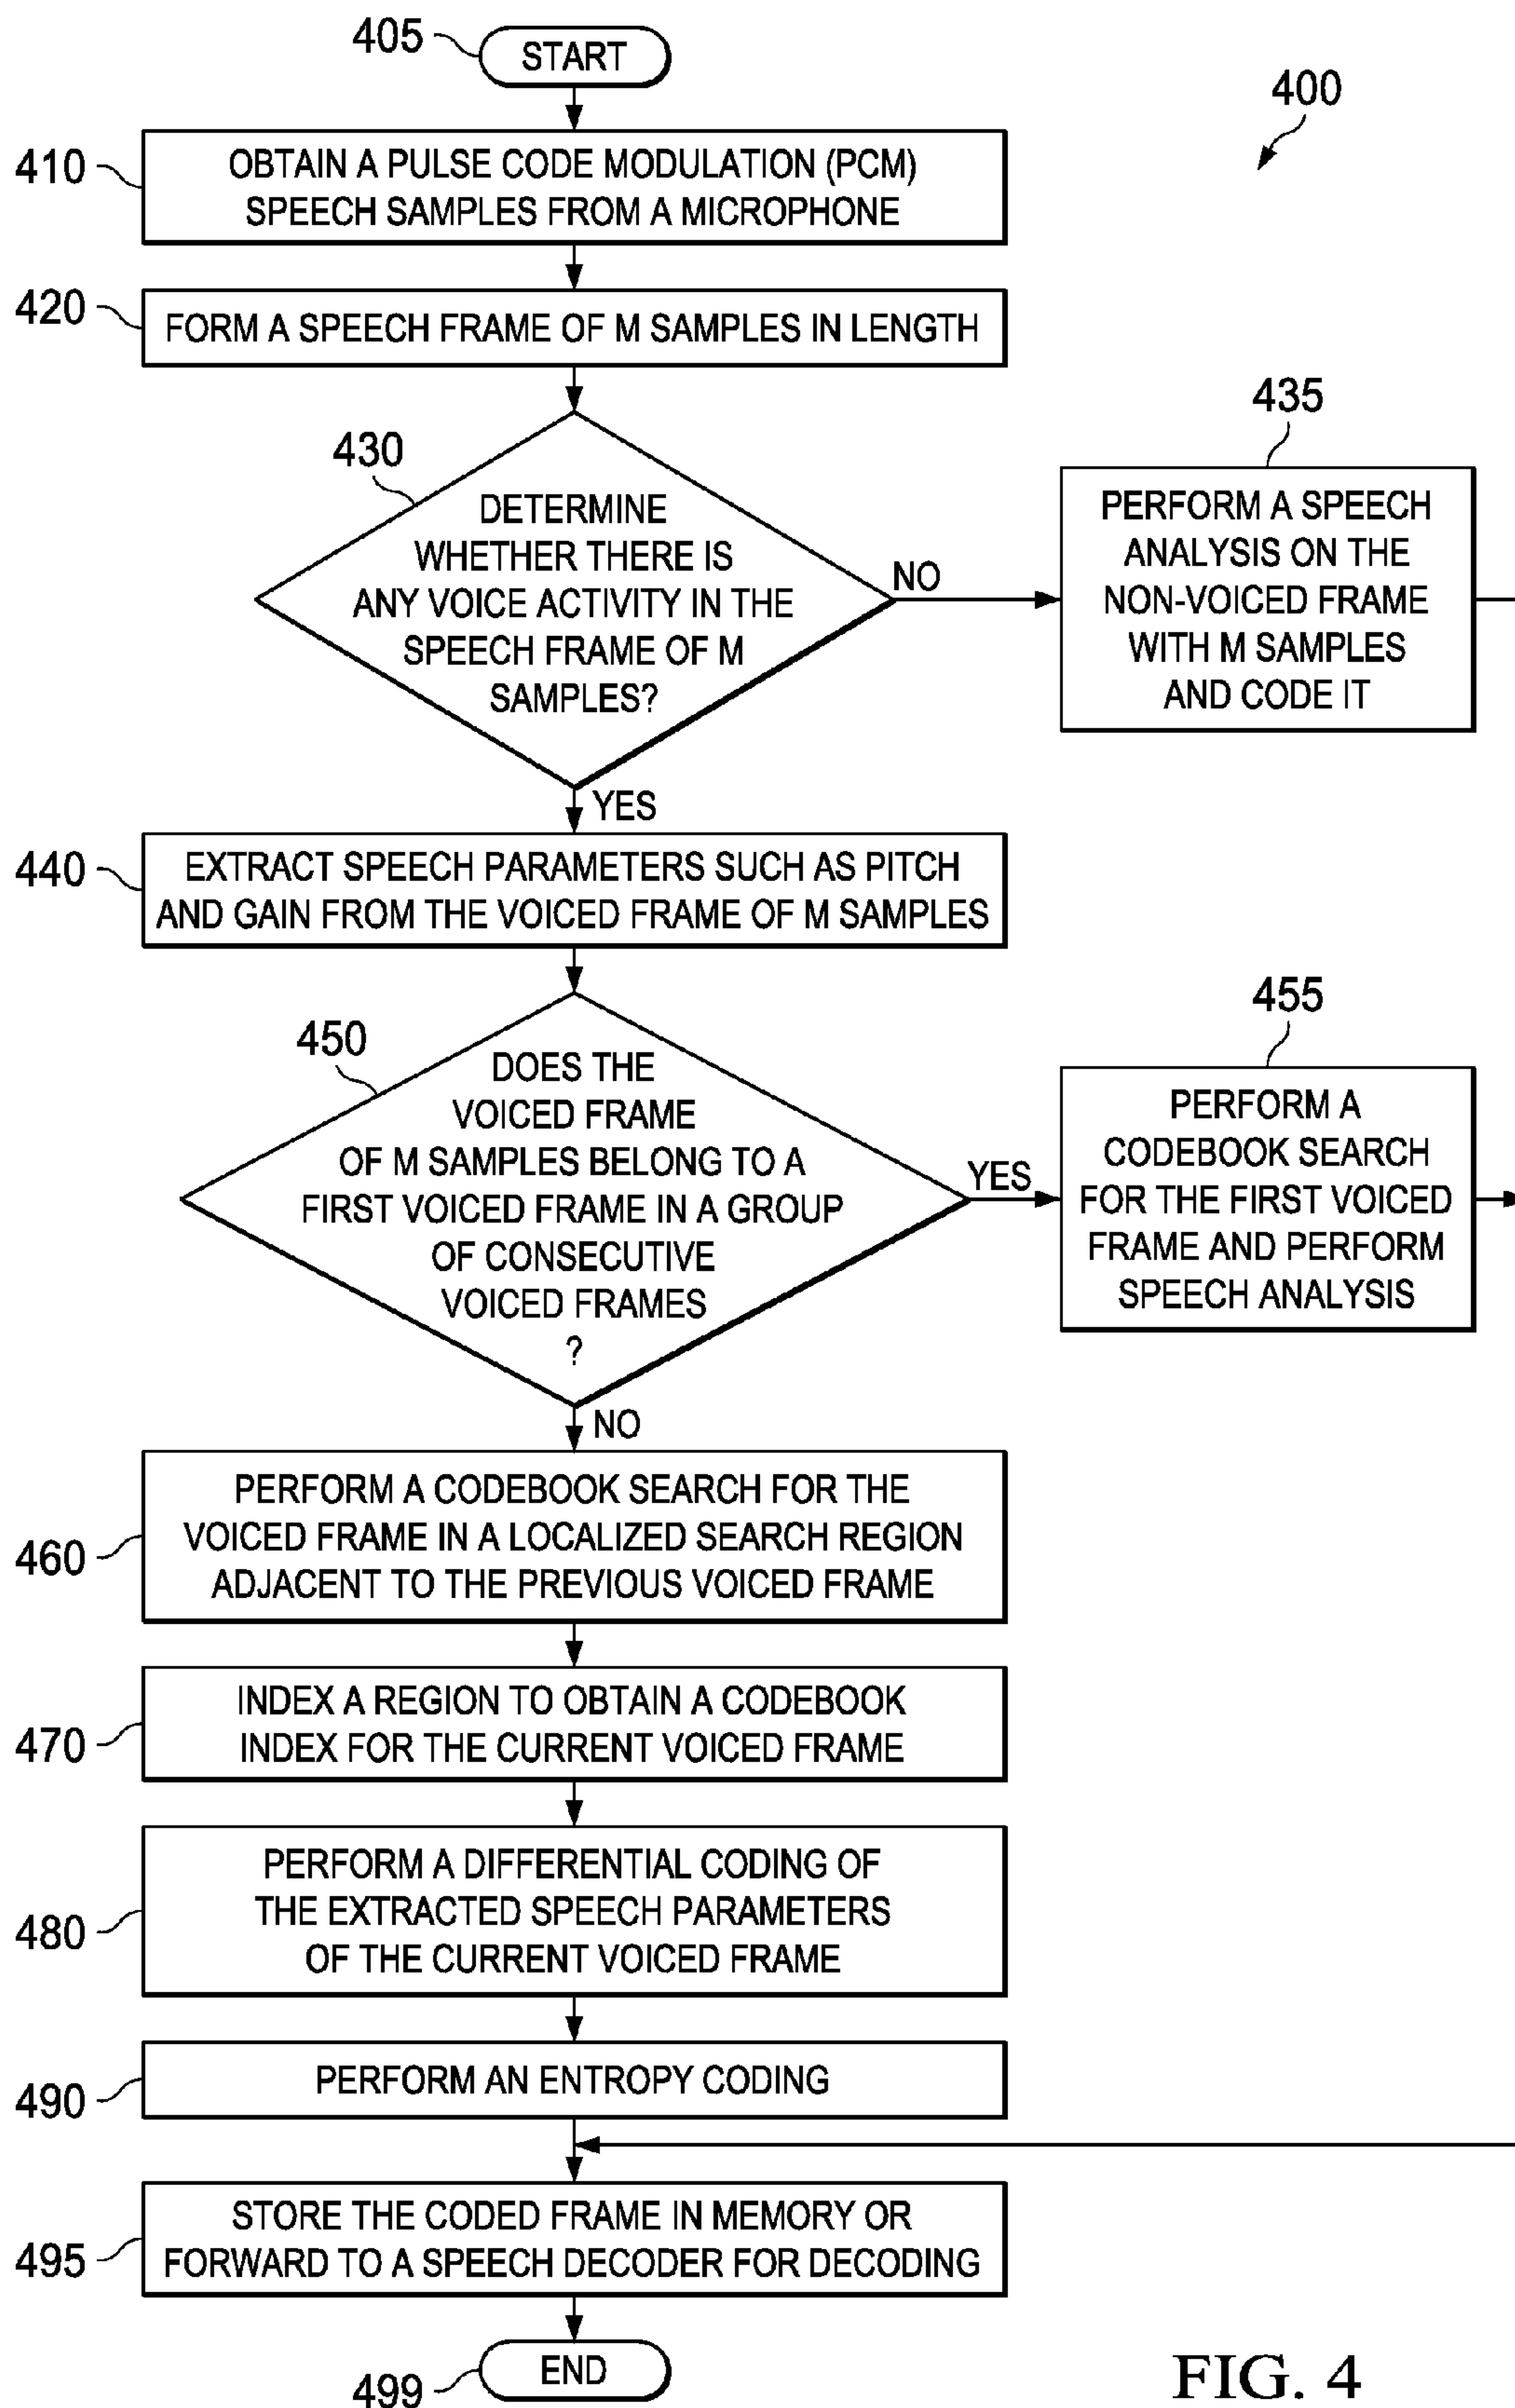 405
START
400
410
OBTAIN A PULSE CODE MODULATION (PCM)
SPEECH SAMPLES FROM A MICROPHONE
420
FORM A SPEECH FRAME OF M SAMPLES IN LENGTH
430
DETERMINE
WHETHER THERE IS
ANY VOICE ACTIVITY IN THE
SPEECH FRAME OF M
SAMPLES?
NO
435
PERFORM A SPEECH
ANALYSIS ON THE
NON-VOICED FRAME
WITH M SAMPLES
AND CODE IT
YES
440
EXTRACT SPEECH PARAMETERS SUCH AS PITCH
AND GAIN FROM THE VOICED FRAME OF M SAMPLES
450
DOES THE
VOICED FRAME
OF M SAMPLES BELONG TO A
FIRST VOICED FRAME IN A GROUP
OF CONSECUTIVE
VOICED FRAMES
?
YES
455
PERFORM A
CODEBOOK SEARCH
FOR THE FIRST VOICED
FRAME AND PERFORM
SPEECH ANALYSIS
NO
460
PERFORM A CODEBOOK SEARCH FOR THE
VOICED FRAME IN A LOCALIZED SEARCH REGION
ADJACENT TO THE PREVIOUS VOICED FRAME
470
INDEX A REGION TO OBTAIN A CODEBOOK
INDEX FOR THE CURRENT VOICED FRAME
480
PERFORM A DIFFERENTIAL CODING OF
THE EXTRACTED SPEECH PARAMETERS
OF THE CURRENT VOICED FRAME
490
PERFORM AN ENTROPY CODING
495
STORE THE CODED FRAME IN MEMORY OR
FORWARD TO A SPEECH DECODER FOR DECODING
499
END
FIG. 4